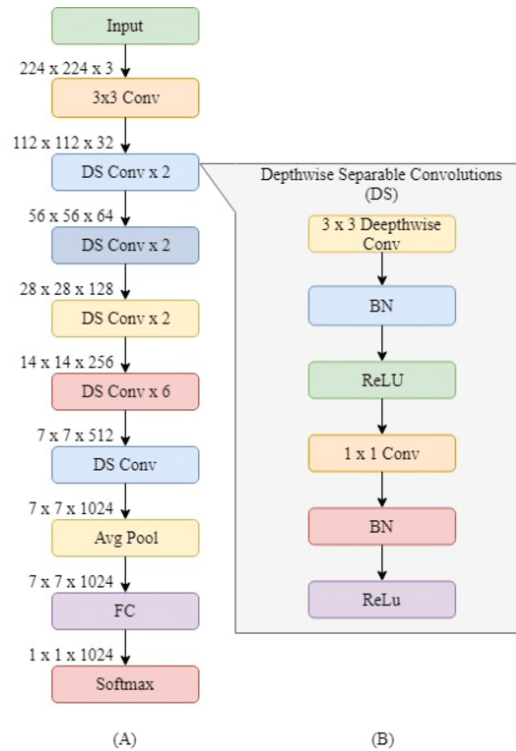 Input
224 x 224 x 3
3x3 Conv
112 x 112 x 32
DS Conv x 2
56 x 56 x 64
DS Conv x 2
28 x 28 x 128
DS Conv x 2
14 x 14 x 256
DS Conv x 6
7 x 7 x 512
DS Conv
7 x 7 x 1024
Avg Pool
7 x 7 x 1024
FC
1 x 1 x 1024
Softmax
(A)
Depthwise Separable Convolutions
(DS)
3 x 3 Deepthwise
Conv
BN
ReLU
1 x 1 Conv
BN
ReLu
(B)